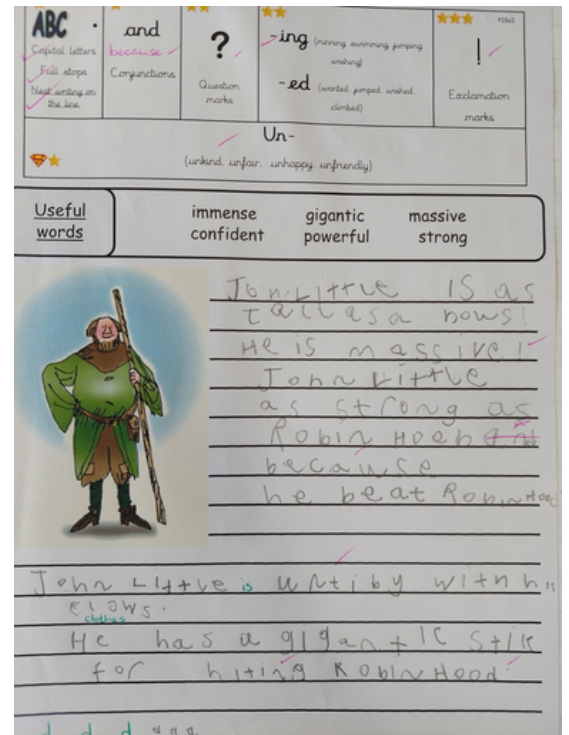 ABC
Capital letters
Full stops
Neat writing on
the line.
and
because
Conjunctions
?
Question
marks
-ing (running, swimming, jumping
wishing)
-ed (wanted, jumped, wished,
climbed)
!
Exclamation
marks
Un-
(unkind, unfair, unhappy, unfriendly)
Useful
words
immense gigantic massive
confident powerful strong
John Little is as
tall as a hows!
He is massive!
John Little
as strong as
Robin Hoeb
because
he beat Robin Hood
John Little is untiby with his
clows.
clothes
He has a gigantic stik
for hiting Robin Hood
d d d